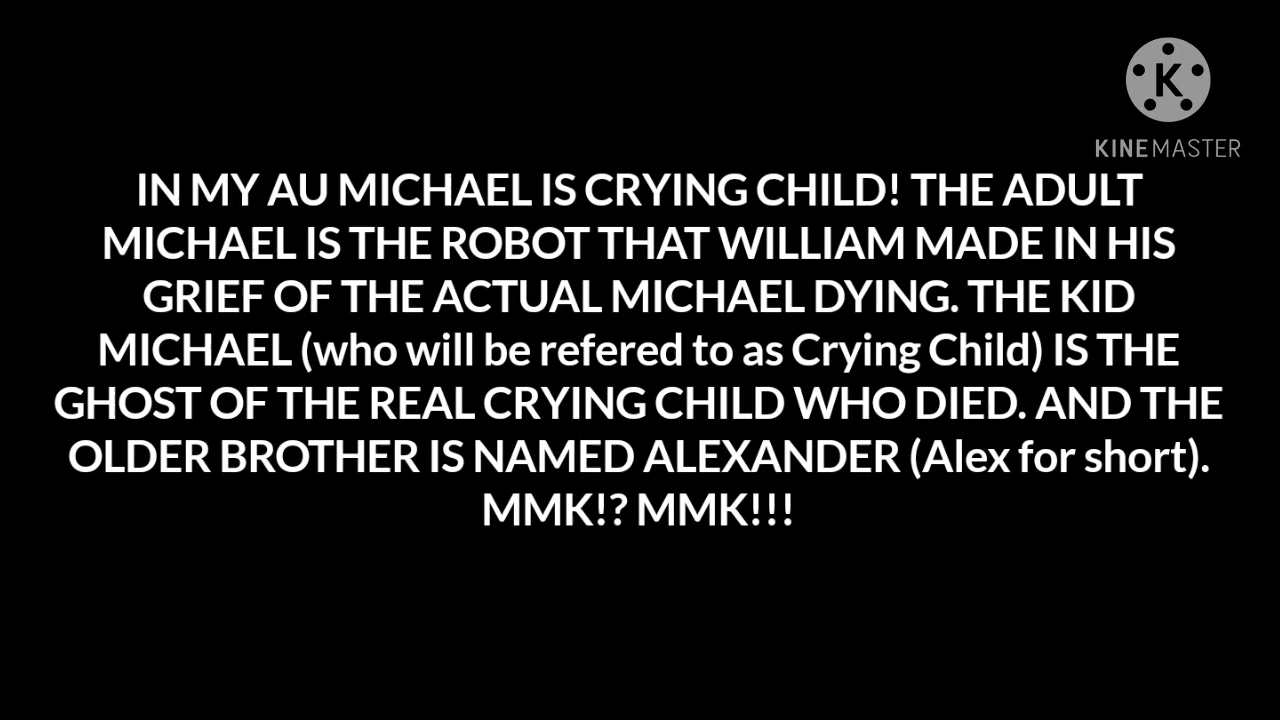 K
KINEMASTER
IN MY AU MICHAEL IS CRYING CHILD! THE ADULT
MICHAEL IS THE ROBOT THAT WILLIAM MADE IN HIS
GRIEF OF THE ACTUAL MICHAEL DYING. THE KID
MICHAEL (who will be refered to as Crying Child) IS THE
GHOST OF THE REAL CRYING CHILD WHO DIED. AND THE
OLDER BROTHER IS NAMED ALEXANDER (Alex for short).
MMK!? MMK!!!